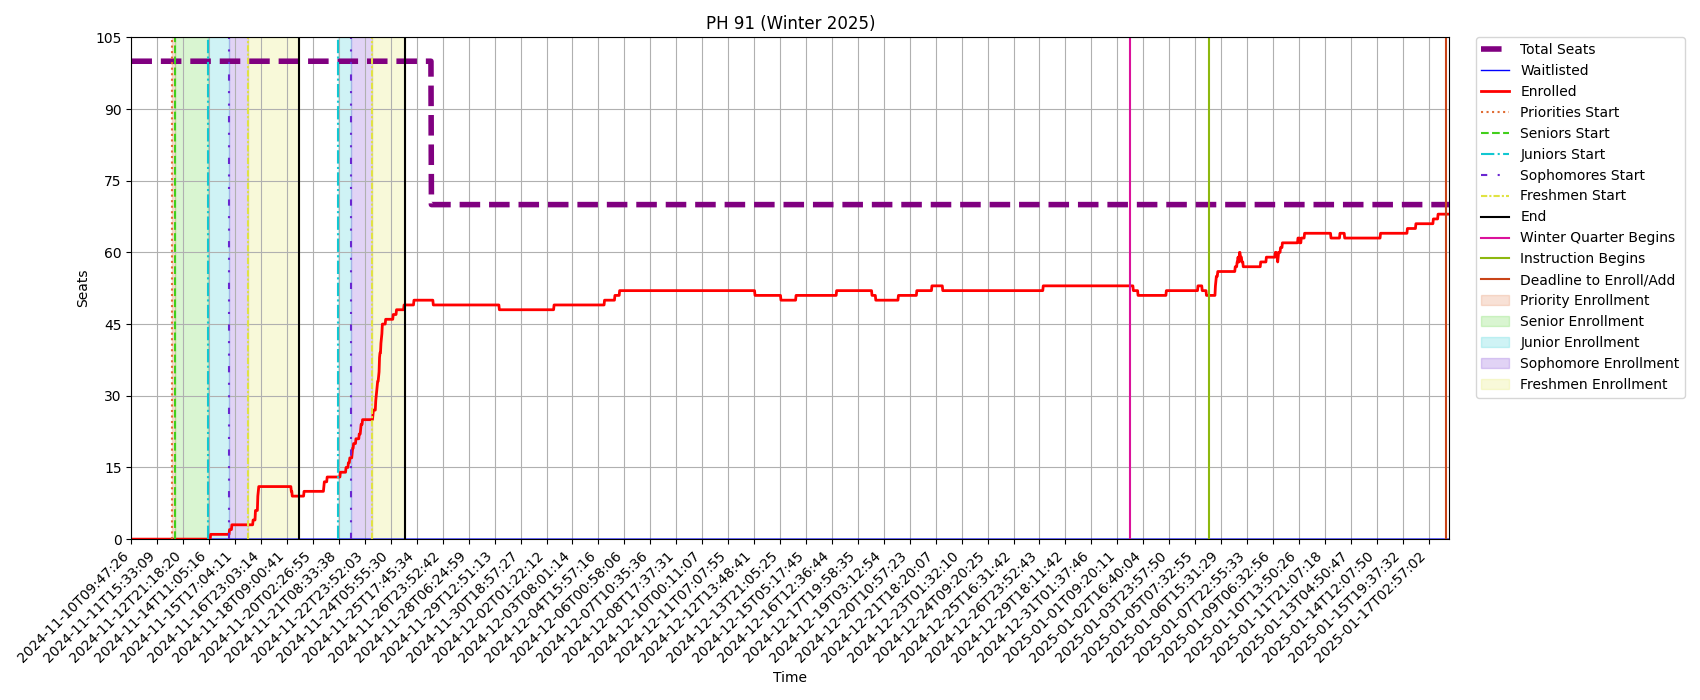 PH 91 (Winter 2025)
105
90
75
60
45
30
15
0
Seats
2024-11-10T09:47:26
2024-11-11T15:33:09
2024-11-12T21:18:20
2024-11-14T11:05:16
2024-11-15T17:04:11
2024-11-16T23:03:14
2024-11-18T09:00:41
2024-11-20T02:26:55
2024-11-21T08:33:38
2024-11-22T23:52:03
2024-11-24T05:55:30
2024-11-25T17:45:34
2024-11-26T23:52:42
2024-11-28T06:24:59
2024-11-29T12:51:13
2024-11-30T18:57:27
2024-12-02T01:22:12
2024-12-03T08:01:14
2024-12-04T15:57:16
2024-12-06T00:58:06
2024-12-07T10:35:36
2024-12-08T17:37:31
2024-12-10T00:11:07
2024-12-11T07:07:55
2024-12-12T13:48:41
2024-12-13T21:05:25
2024-12-15T05:17:45
2024-12-16T12:36:44
2024-12-17T19:58:35
2024-12-19T03:12:54
2024-12-20T10:57:23
2024-12-21T18:20:07
2024-12-23T01:32:10
2024-12-24T09:20:25
2024-12-25T16:31:42
2024-12-26T23:52:43
2024-12-29T18:11:42
2024-12-31T01:37:46
2025-01-01T09:20:11
2025-01-02T16:40:04
2025-01-03T23:57:50
2025-01-05T07:32:55
2025-01-06T15:31:29
2025-01-07T22:55:33
2025-01-09T06:32:56
2025-01-10T13:50:26
2025-01-11T21:07:18
2025-01-13T04:50:47
2025-01-14T12:07:50
2025-01-15T19:37:32
2025-01-17T02:57:02
Time
Total Seats
Waitlisted
Enrolled
Priorities Start
Seniors Start
Juniors Start
Sophomores Start
Freshmen Start
End
Winter Quarter Begins
Instruction Begins
Deadline to Enroll/Add
Priority Enrollment
Senior Enrollment
Junior Enrollment
Sophomore Enrollment
Freshmen Enrollment